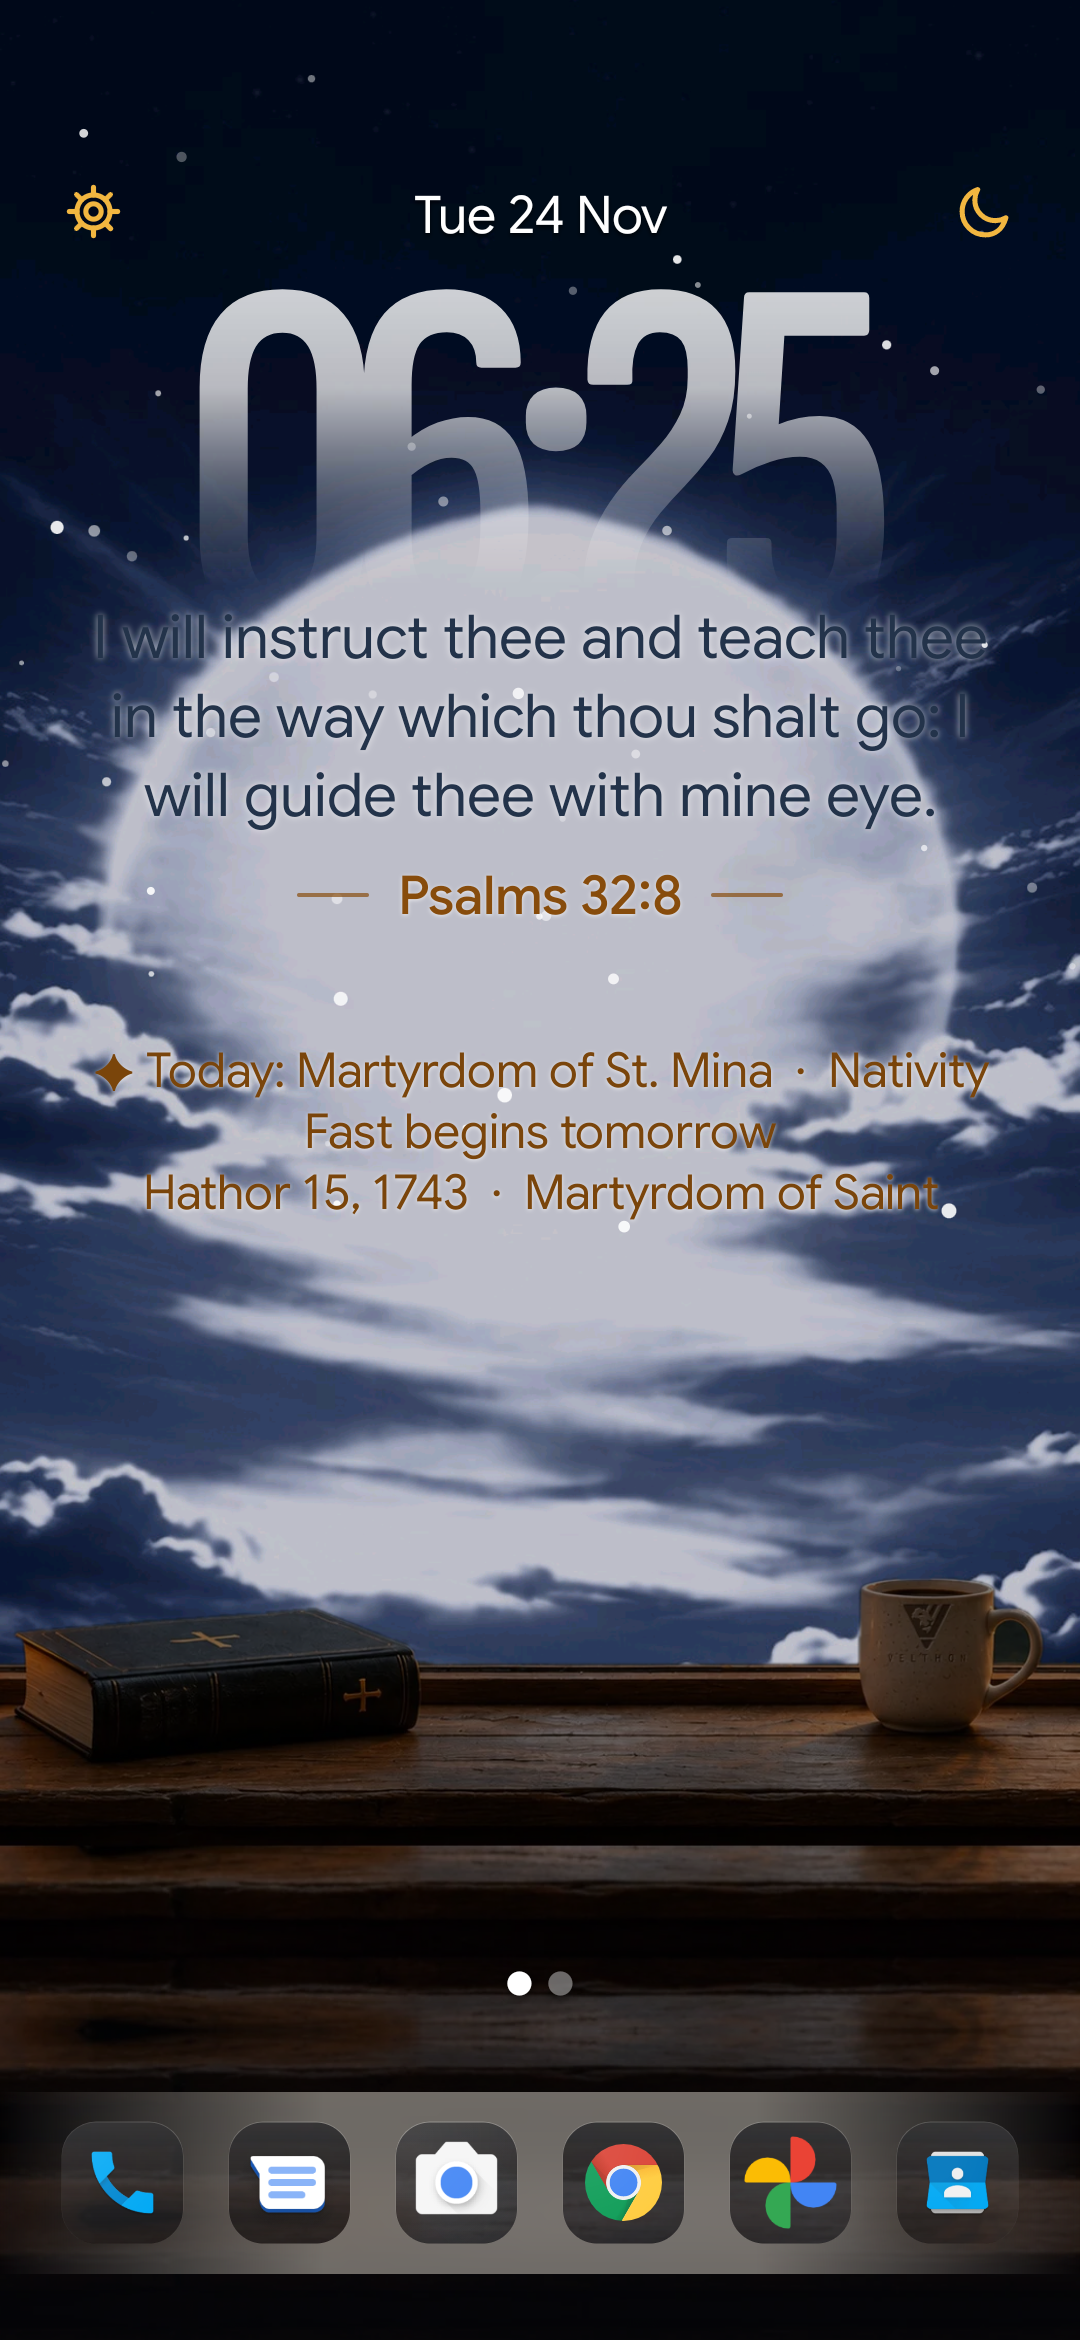 Tue 24 Nov
06:25
I will instruct thee and teach thee
in the way which thou shalt go: I
will guide thee with mine eye.
Psalms 32:8
Today: Martyrdom of St. Mina · Nativity
Fast begins tomorrow
Hathor 15, 1743 · Martyrdom of Saint
VELTHON